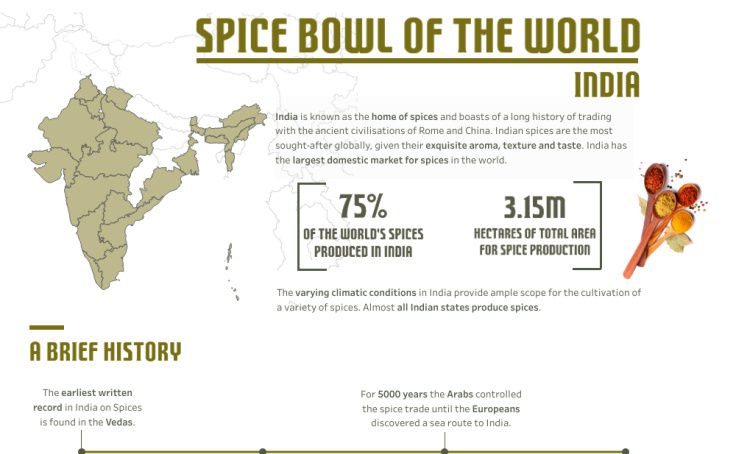 SPICE BOWL OF THE WORLD
INDIA
India is known as the home of spices and boasts of a long history of trading
with the ancient civilisations of Rome and China. Indian spices are the most
sought-after globally, given their exquisite aroma, texture and taste. India has
the largest domestic market for spices in the world.
75%
OF THE WORLD'S SPICES
PRODUCED IN INDIA
3.15M
HECTARES OF TOTAL AREA
FOR SPICE PRODUCTION
The varying climatic conditions in India provide ample scope for the cultivation of
a variety of spices. Almost all Indian states produce spices.
A BRIEF HISTORY
The earliest written
record in India on Spices
is found in the Vedas.
For 5000 years the Arabs controlled
the spice trade until the Europeans
discovered a sea route to India.